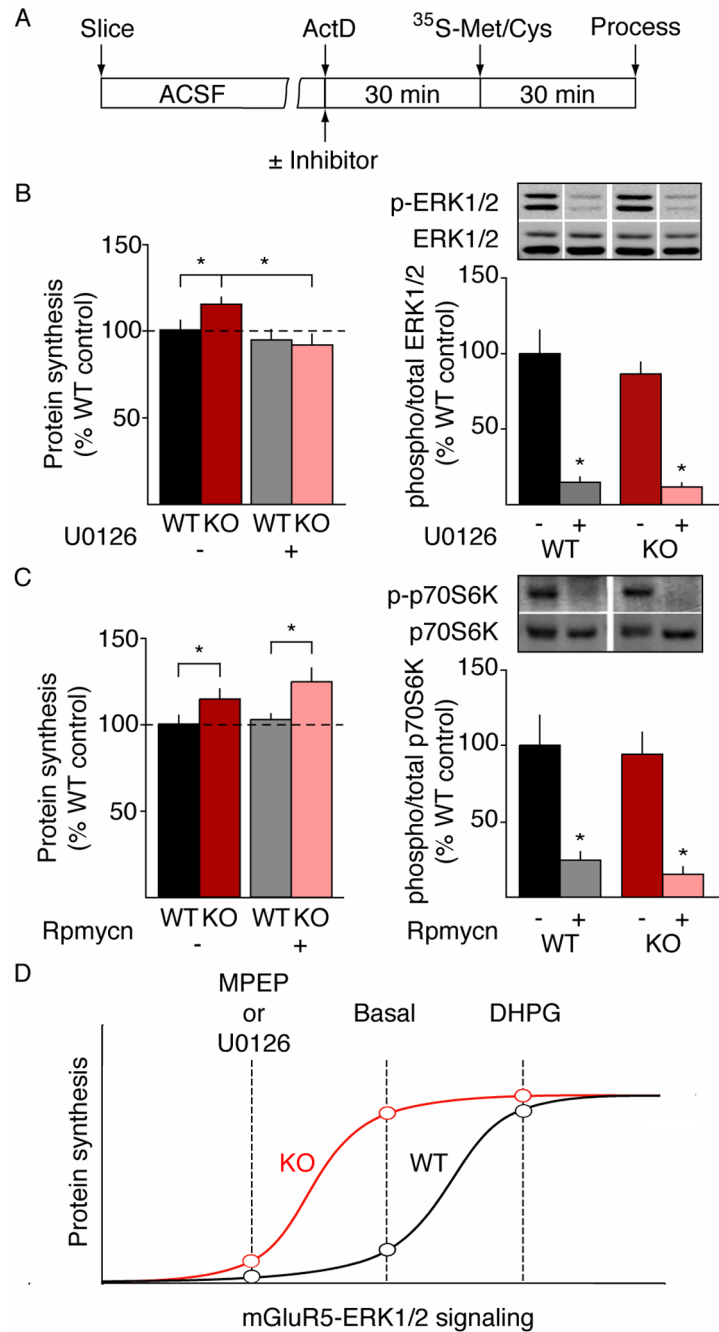 A
Slice ActD ³⁵S-Met/Cys Process
ACSF 30 min 30 min
± Inhibitor
B
p-ERK1/2
ERK1/2
Protein synthesis
(% WT control)
150
100
50
* *
WT KO WT KO
U0126 - +
phospho/total ERK1/2
(% WT control)
150
100
50
* *
- + - +
U0126 WT KO
C
p-p70S6K
p70S6K
Protein synthesis
(% WT control)
150
100
50
* *
WT KO WT KO
Rpmycn - +
phospho/total p70S6K
(% WT control)
150
100
50
* *
- + - +
Rpmycn WT KO
D
MPEP
or
U0126
Basal
DHPG
Protein synthesis
KO
WT
mGluR5-ERK1/2 signaling